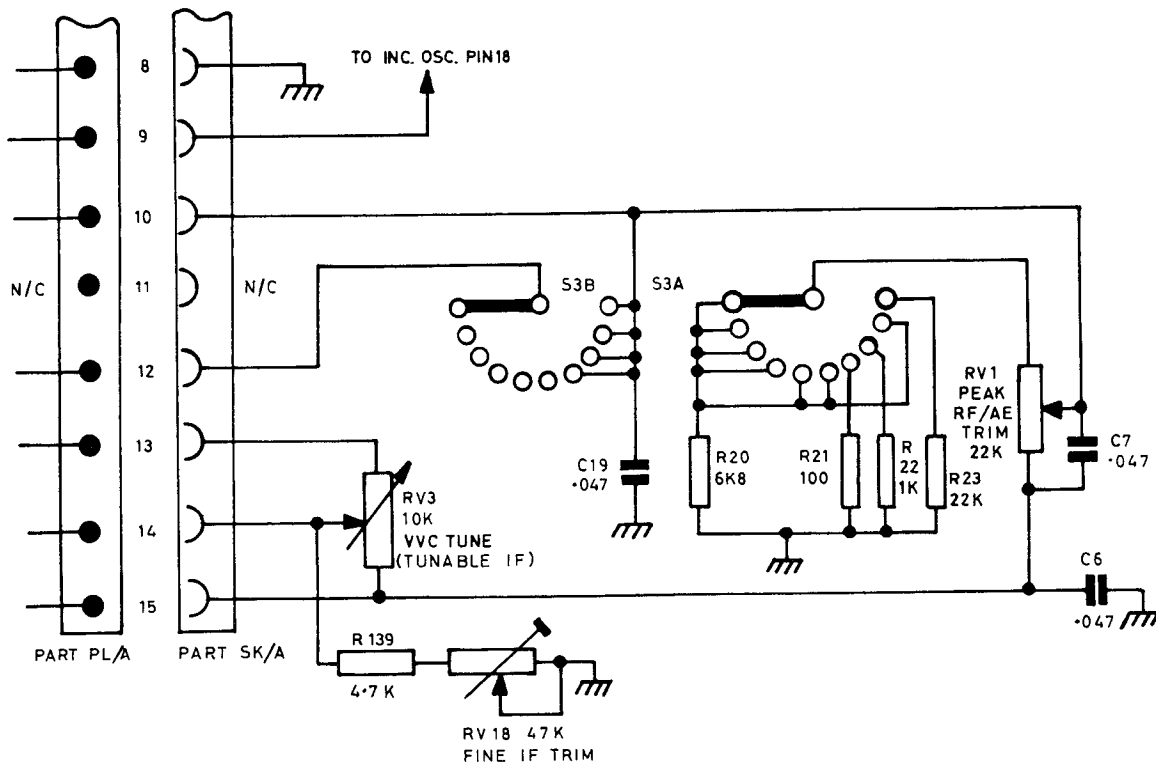 8
TO INC. OSC. PIN18
9
10
N/C
11
N/C
S3B
S3A
12
RV1
PEAK
RF/AE
TRIM
22K
13
C7
·047
C19
·047
R20
6K8
R21
100
R
22
1K
R23
22K
RV3
10K
VVC TUNE
(TUNABLE IF)
14
C6
·047
15
PART PL/A
PART SK/A
R 139
4·7 K
RV 18 47K
FINE IF TRIM